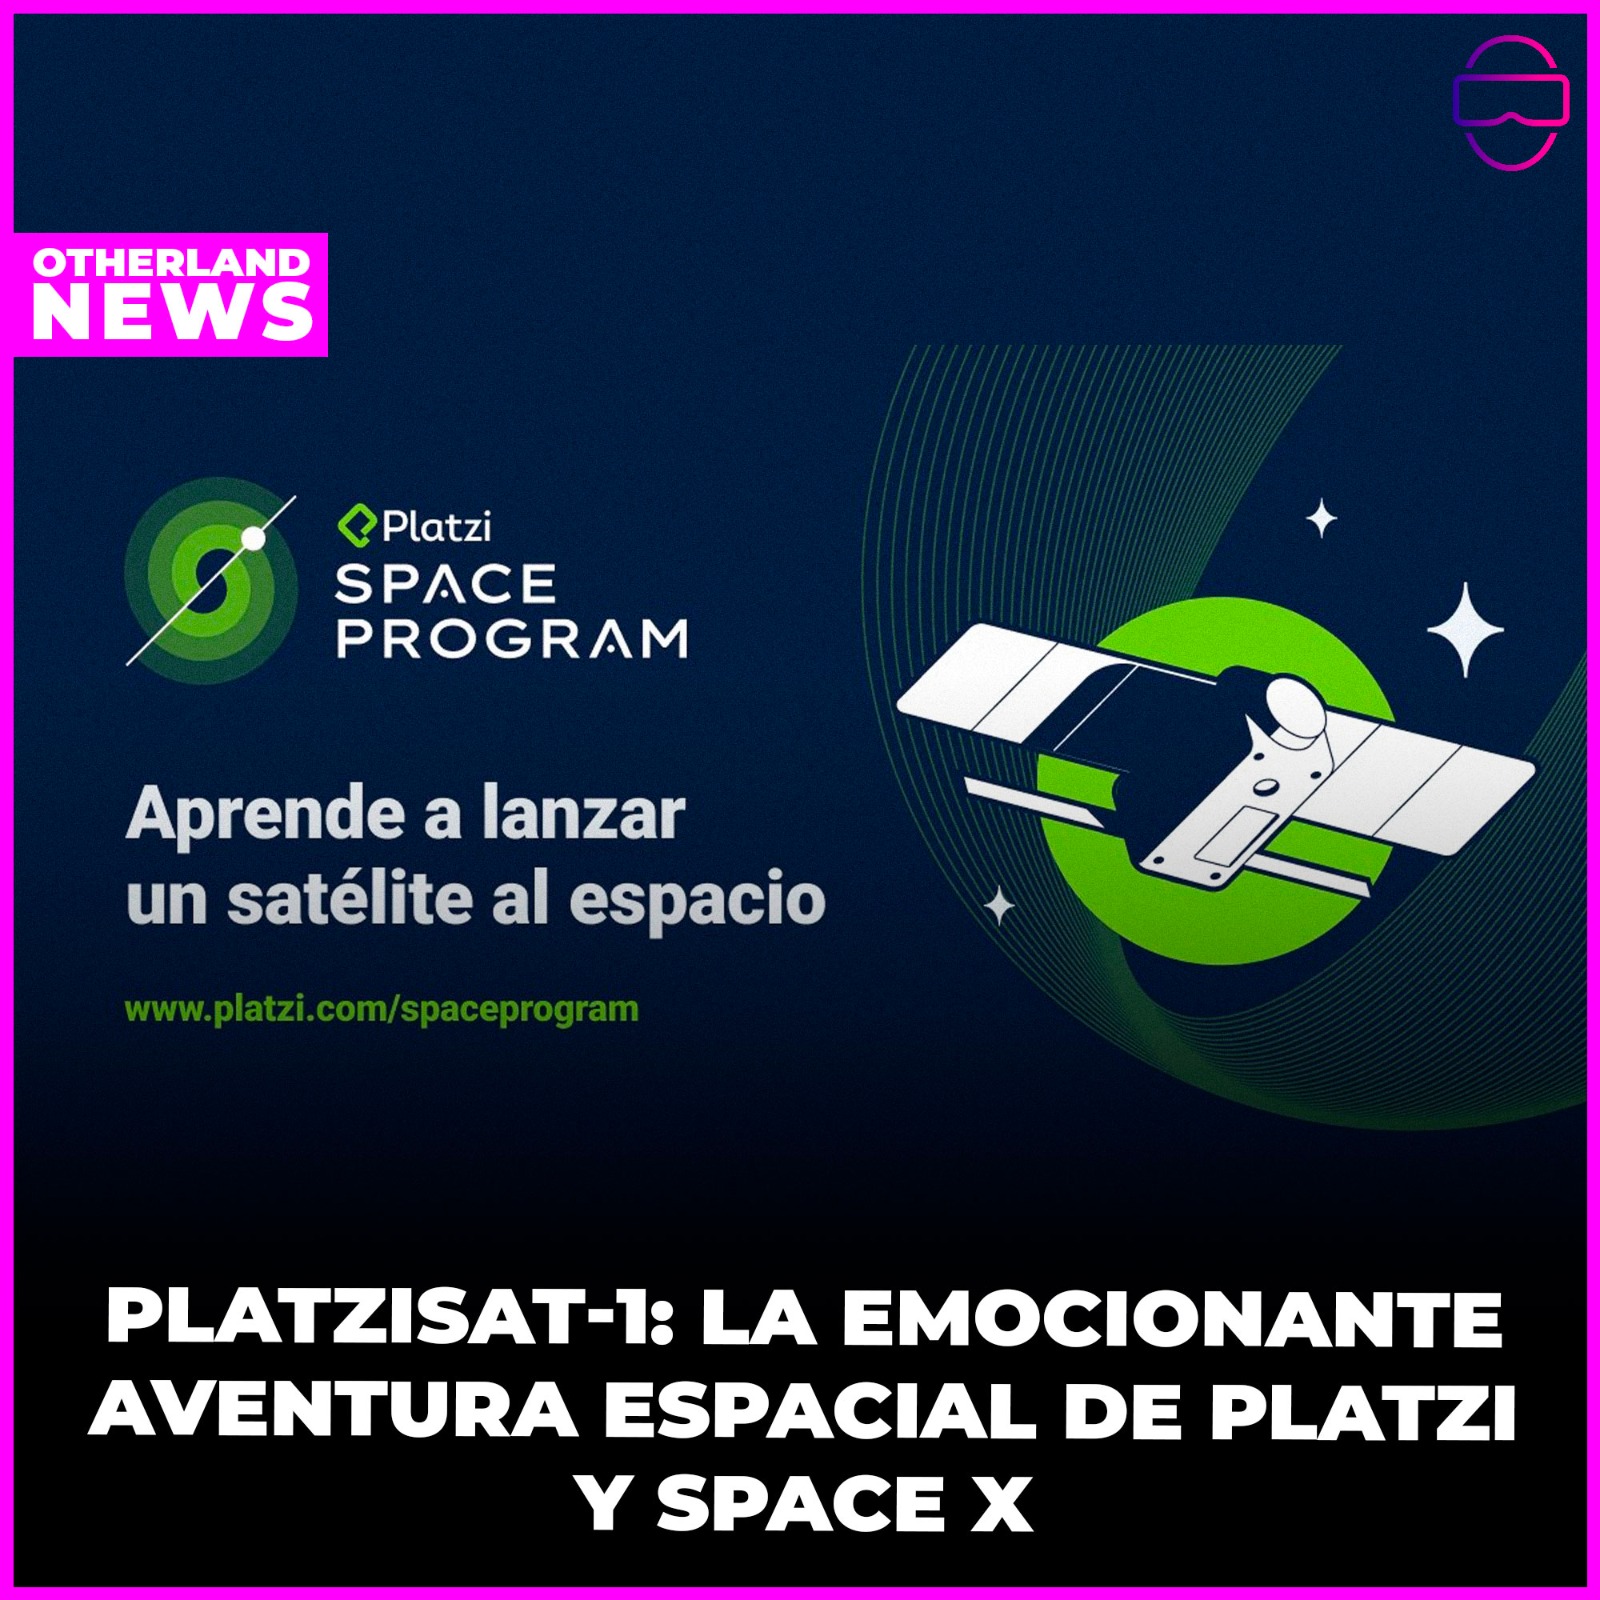 OTHERLAND
NEWS
Platzi
SPACE
PROGRAM
Aprende a lanzar
un satélite al espacio
www.platzi.com/spaceprogram
PLATZISAT-1: LA EMOCIONANTE
AVENTURA ESPACIAL DE PLATZI
Y SPACE X